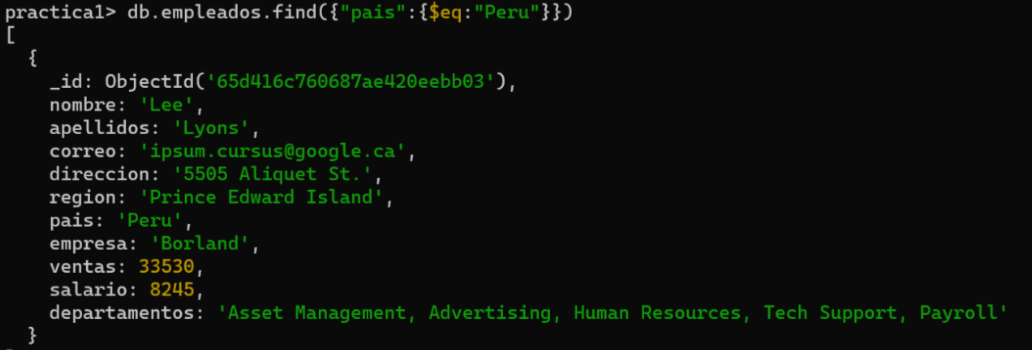 practica1> db.empleados.find({"pais":{$eq:"Peru"}})
[
  {
    _id: ObjectId('65d416c760687ae420eebb03'),
    nombre: 'Lee',
    apellidos: 'Lyons',
    correo: 'ipsum.cursus@google.ca',
    direccion: '5505 Aliquet St.',
    region: 'Prince Edward Island',
    pais: 'Peru',
    empresa: 'Borland',
    ventas: 33530,
    salario: 8245,
    departamentos: 'Asset Management, Advertising, Human Resources, Tech Support, Payroll'
  }